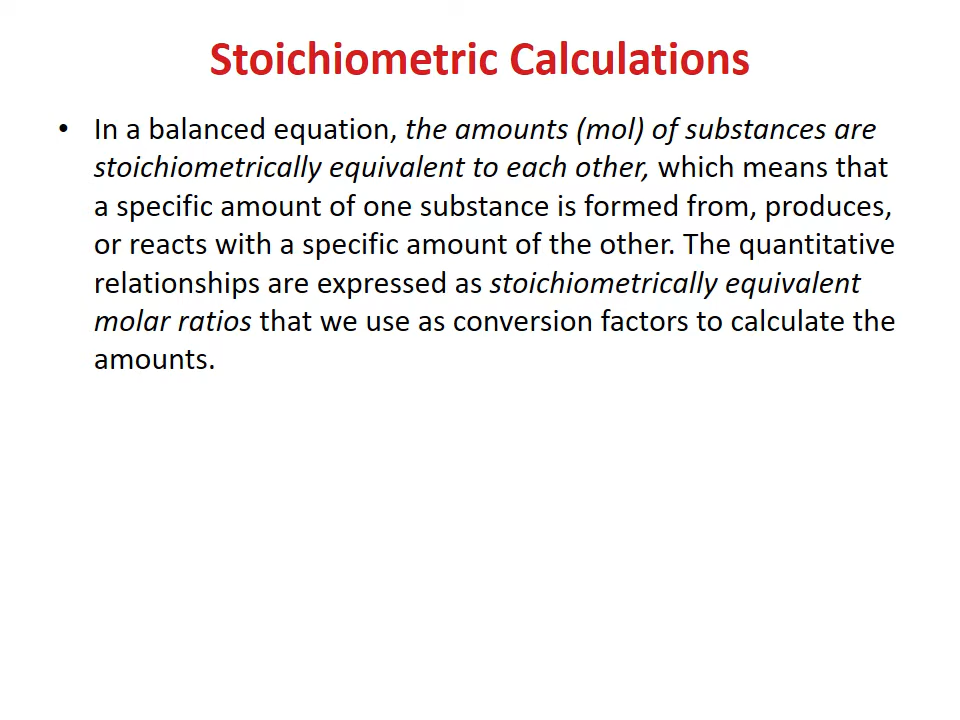 Stoichiometric Calculations
• In a balanced equation, the amounts (mol) of substances are
stoichiometrically equivalent to each other, which means that
a specific amount of one substance is formed from, produces,
or reacts with a specific amount of the other. The quantitative
relationships are expressed as stoichiometrically equivalent
molar ratios that we use as conversion factors to calculate the
amounts.